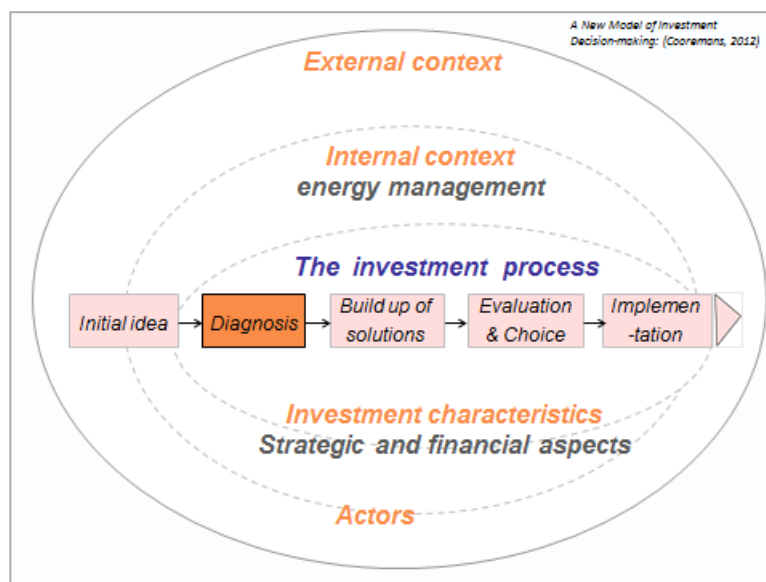 A New Model of Investment
Decision-making: (Cooremans, 2012)
External context
Internal context
energy management
The investment process
Initial idea
Diagnosis
Build up of
solutions
Evaluation
& Choice
Implemen
-tation
Investment characteristics
Strategic and financial aspects
Actors